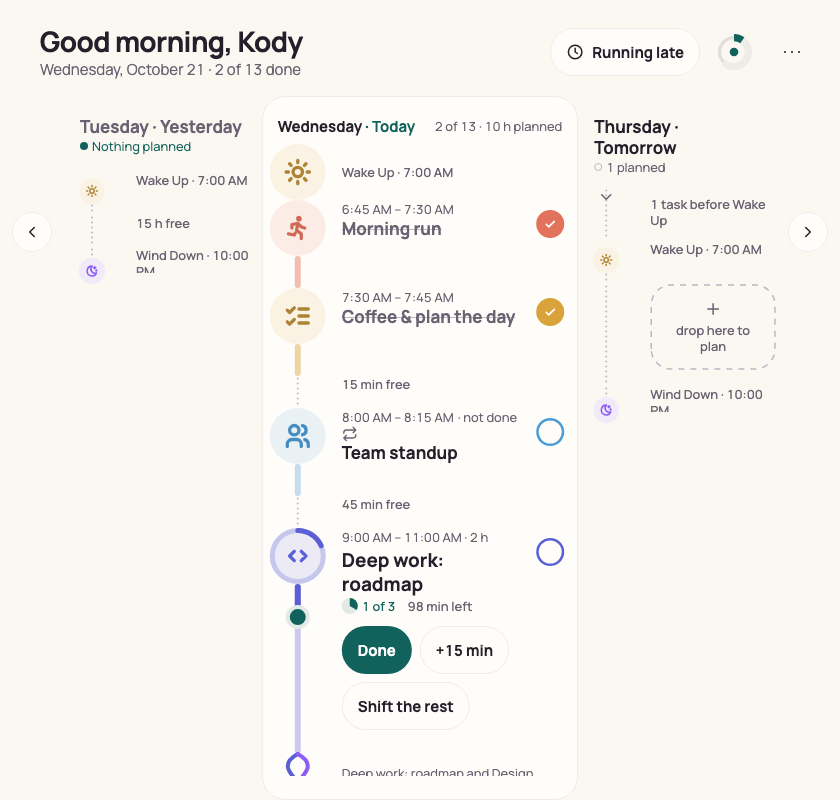 Good morning, Kody
Wednesday, October 21 · 2 of 13 done
Running late
Tuesday · Yesterday
Nothing planned
Wake Up · 7:00 AM
15 h free
Wind Down · 10:00
PM
Wednesday · Today
2 of 13 · 10 h planned
Wake Up · 7:00 AM
6:45 AM – 7:30 AM
Morning run
7:30 AM – 7:45 AM
Coffee & plan the day
15 min free
8:00 AM – 8:15 AM · not done
Team standup
45 min free
9:00 AM – 11:00 AM · 2 h
Deep work:
roadmap
1 of 3 98 min left
Done
+15 min
Shift the rest
Deep work: roadmap and Design
Thursday ·
Tomorrow
1 planned
1 task before Wake
Up
Wake Up · 7:00 AM
drop here to
plan
Wind Down · 10:00
PM